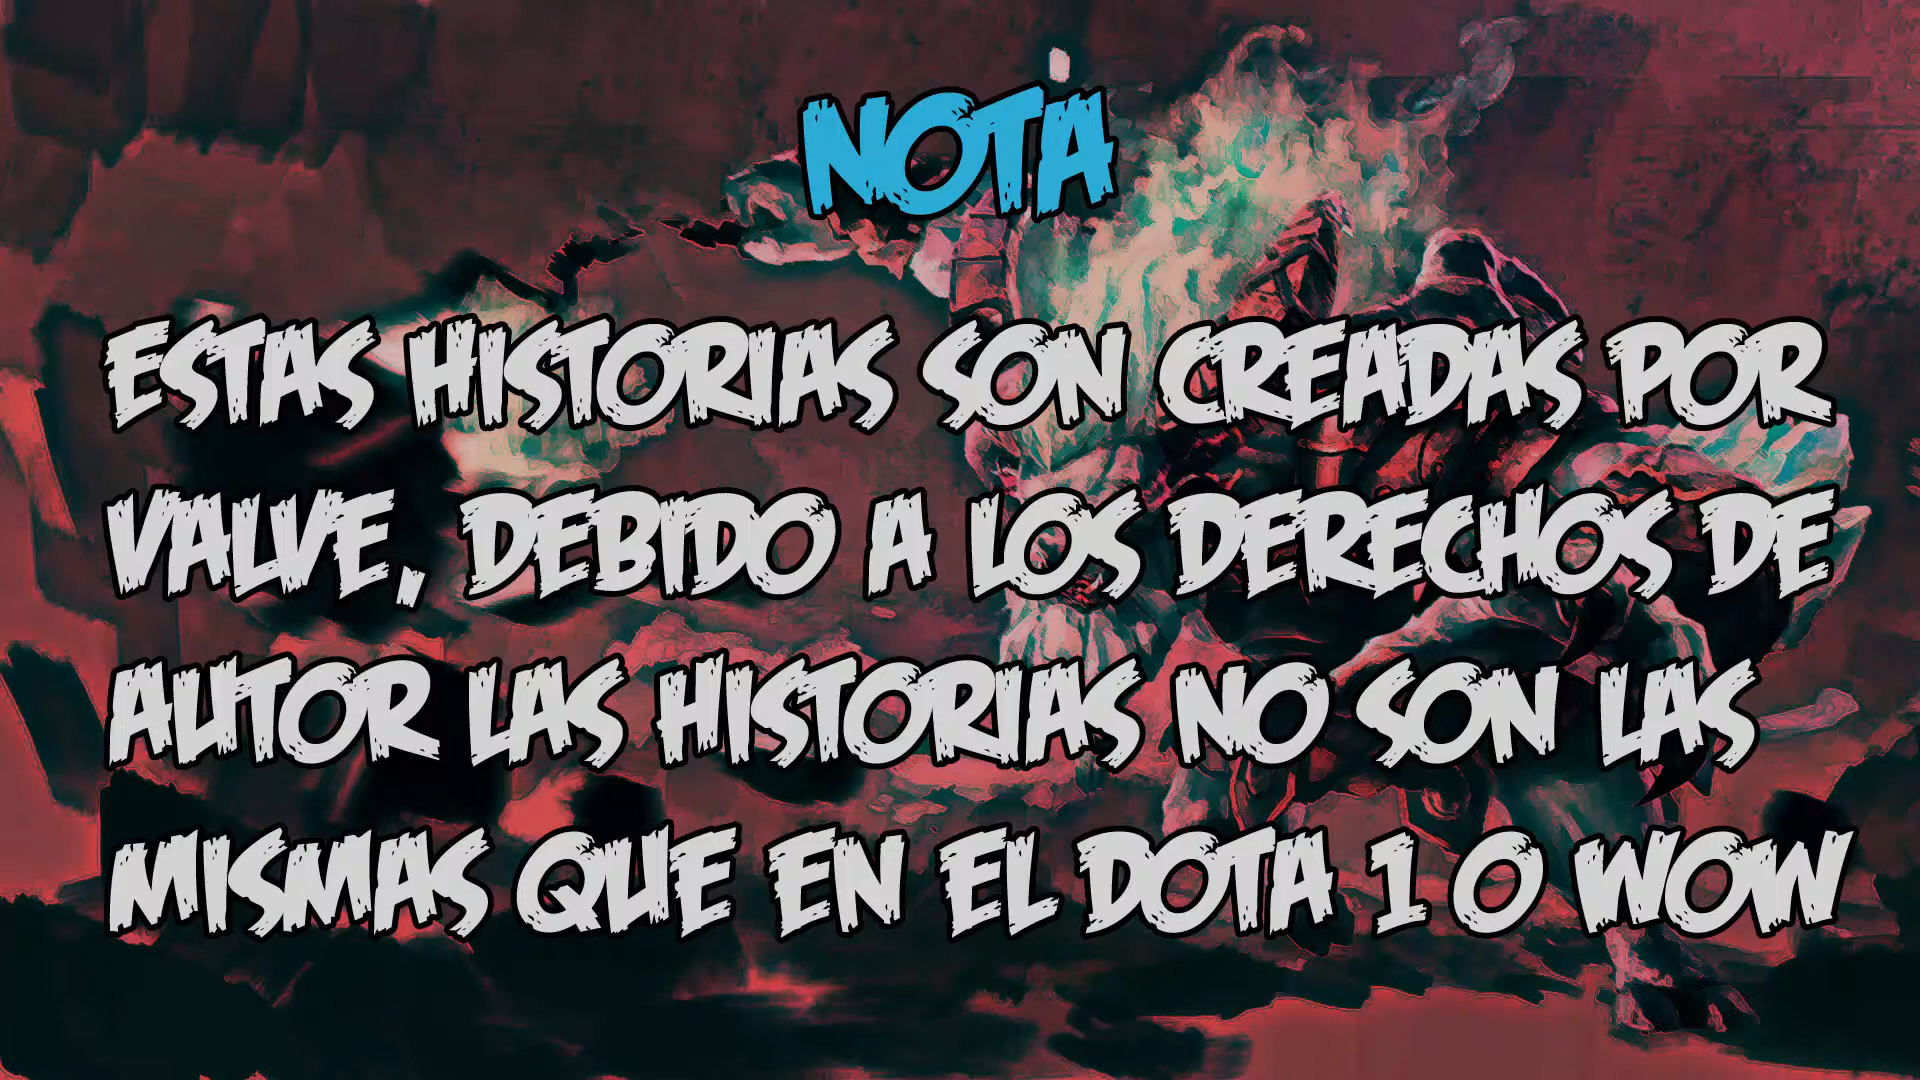 NOTA
ESTAS HISTORIAS SON CREADAS POR
VALVE, DEBIDO A LOS DERECHOS DE
AUTOR LAS HISTORIAS NO SON LAS
MISMAS QUE EN EL DOTA 1 O WOW